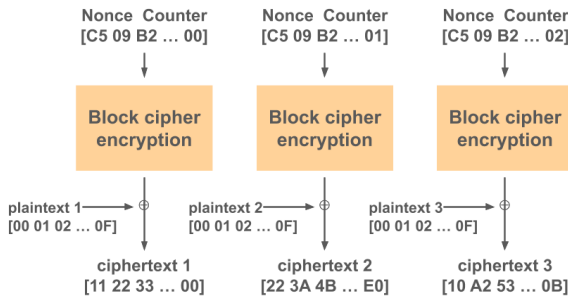 Nonce Counter
[C5 09 B2 ... 00]
Nonce Counter
[C5 09 B2 ... 01]
Nonce Counter
[C5 09 B2 ... 02]
Block cipher
encryption
Block cipher
encryption
Block cipher
encryption
plaintext 1
[00 01 02 ... 0F]
plaintext 2
[00 01 02 ... 0F]
plaintext 3
[00 01 02 ... 0F]
ciphertext 1
[11 22 33 ... 00]
ciphertext 2
[22 3A 4B ... E0]
ciphertext 3
[10 A2 53 ... 0B]